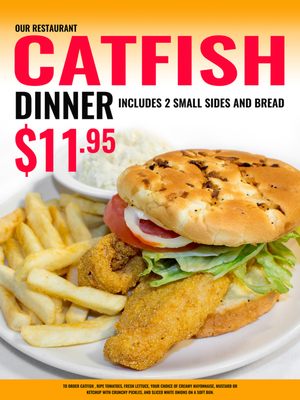 OUR RESTAURANT
CATFISH
DINNER INCLUDES 2 SMALL SIDES AND BREAD
$11.95
TO ORDER CATFISH , RIPE TOMATOES, FRESH LETTUCE, YOUR CHOICE OF CREAMY MAYONNAISE, MUSTARD OR
KETCHUP WITH CRUNCHY PICKLES, AND SLICED WHITE ONIONS ON A SOFT BUN.